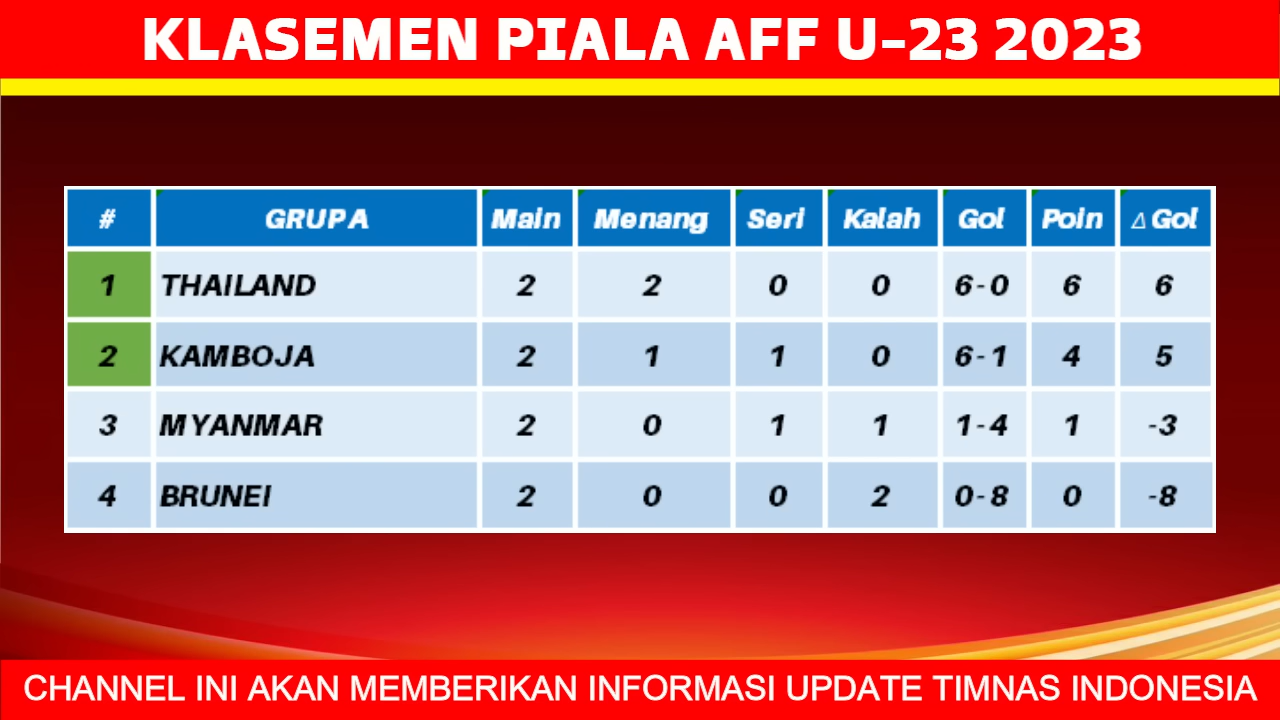 KLASEMEN PIALA AFF U-23 2023
# GRUP A Main Menang Seri Kalah Gol Poin △ Gol
1 THAILAND 2 2 0 0 6-0 6 6
2 KAMBOJA 2 1 1 0 6-1 4 5
3 MYANMAR 2 0 1 1 1-4 1 -3
4 BRUNEI 2 0 0 2 0-8 0 -8
CHANNEL INI AKAN MEMBERIKAN INFORMASI UPDATE TIMNAS INDONESIA